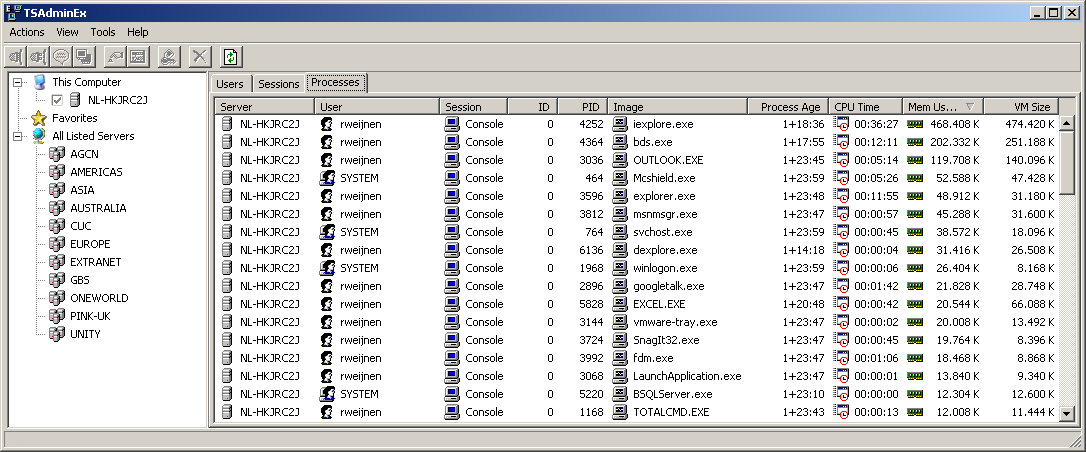 TSAdminEx
Actions View Tools Help
This Computer
NL-HKJRC2J
Favorites
All Listed Servers
AGCN
AMERICAS
ASIA
AUSTRALIA
CUC
EUROPE
EXTRANET
GBS
ONEWORLD
PINK-UK
UNITY
Users Sessions Processes
Server User Session ID PID Image Process Age CPU Time Mem Us... VM Size
NL-HKJRC2J rweijnen Console 0 4252 iexplore.exe 1+18:36 00:36:27 468.408 K 474.420 K
NL-HKJRC2J rweijnen Console 0 4364 bds.exe 1+17:55 00:12:11 202.332 K 251.188 K
NL-HKJRC2J rweijnen Console 0 3036 OUTLOOK.EXE 1+23:45 00:05:14 119.708 K 140.096 K
NL-HKJRC2J SYSTEM Console 0 464 Mcshield.exe 1+23:59 00:05:26 52.588 K 47.428 K
NL-HKJRC2J rweijnen Console 0 3596 explorer.exe 1+23:48 00:11:55 48.912 K 31.180 K
NL-HKJRC2J rweijnen Console 0 3812 msnmsgr.exe 1+23:47 00:00:57 45.288 K 31.600 K
NL-HKJRC2J SYSTEM Console 0 764 svchost.exe 1+23:59 00:00:45 38.572 K 18.096 K
NL-HKJRC2J rweijnen Console 0 6136 dexplore.exe 1+14:18 00:00:04 31.416 K 26.508 K
NL-HKJRC2J SYSTEM Console 0 1968 winlogon.exe 1+23:59 00:00:06 26.404 K 8.168 K
NL-HKJRC2J rweijnen Console 0 2896 googletalk.exe 1+23:47 00:01:42 21.828 K 28.748 K
NL-HKJRC2J rweijnen Console 0 5828 EXCEL.EXE 1+20:48 00:00:42 20.544 K 66.088 K
NL-HKJRC2J rweijnen Console 0 3144 vmware-tray.exe 1+23:47 00:00:02 20.008 K 13.492 K
NL-HKJRC2J rweijnen Console 0 3724 SnagIt32.exe 1+23:47 00:00:45 19.764 K 8.396 K
NL-HKJRC2J rweijnen Console 0 3992 fdm.exe 1+23:47 00:01:06 18.468 K 8.868 K
NL-HKJRC2J rweijnen Console 0 3068 LaunchApplication.exe 1+23:47 00:00:01 13.840 K 9.340 K
NL-HKJRC2J SYSTEM Console 0 5220 BSQLServer.exe 1+23:10 00:00:00 12.304 K 12.600 K
NL-HKJRC2J rweijnen Console 0 1168 TOTALCMD.EXE 1+23:43 00:00:13 12.008 K 11.444 K